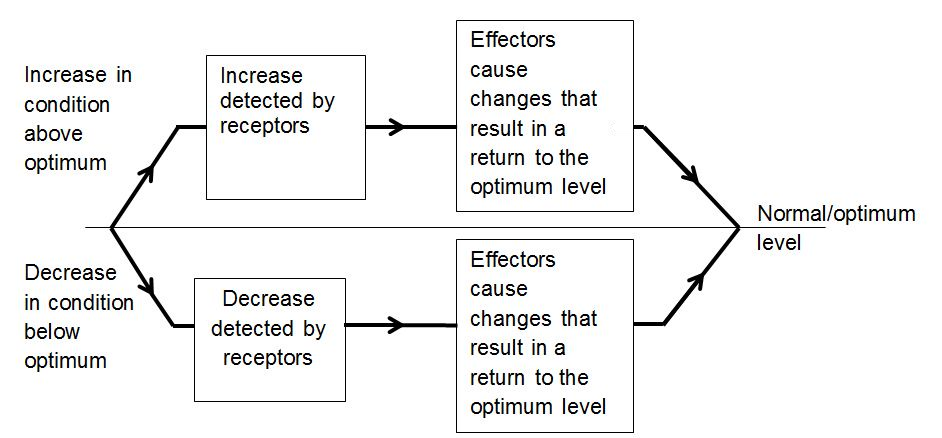 Increase in
condition
above
optimum
Increase
detected by
receptors
Effectors
cause
changes that
result in a
return to the
optimum level
Normal/optimum
level
Decrease
in condition
below
optimum
Decrease
detected by
receptors
Effectors
cause
changes that
result in a
return to the
optimum level